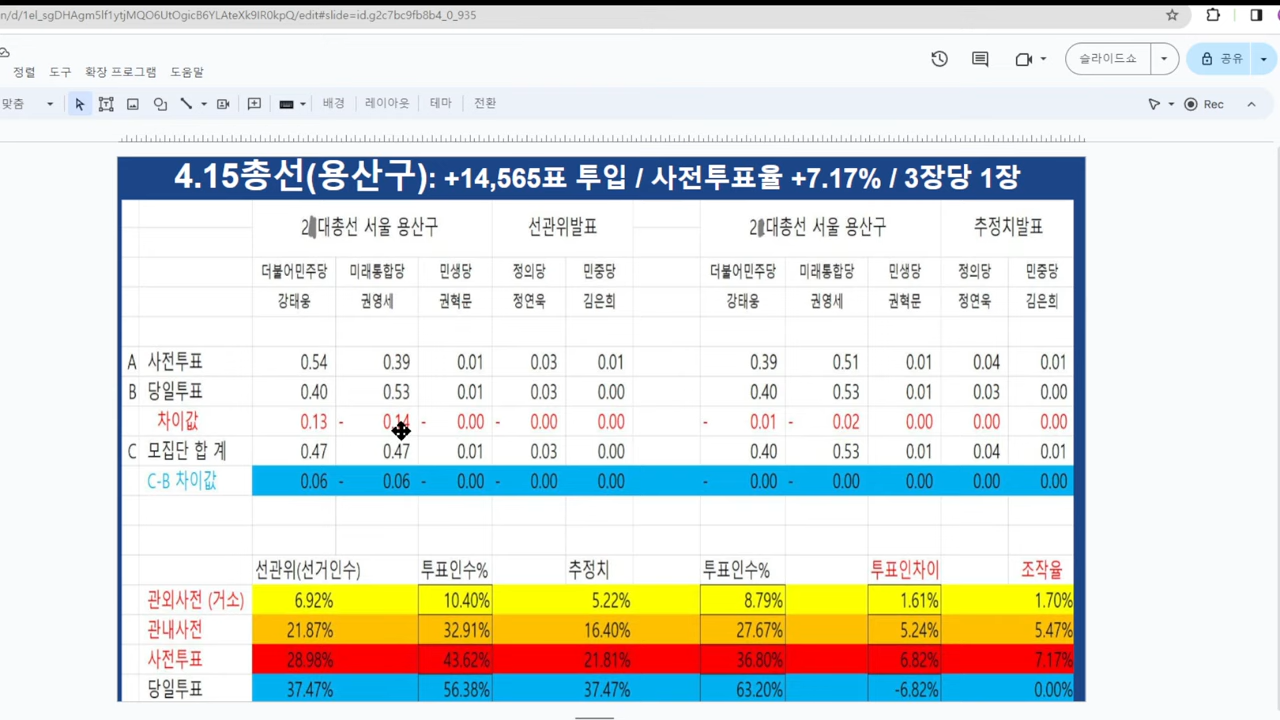 n/d/1el_sgDHAgm5lf1ytjMQO6UtOgicB6YLAteXk9IR0kpQ/edit#slide=id.g2c7bc9fb8b4_0_935
정렬 도구 확장 프로그램 도움말
슬라이드쇼 공유
맞춤 배경 레이아웃 테마 전환 Rec
4.15총선(용산구): +14,565표 투입 / 사전투표율 +7.17% / 3장당 1장
대총선 서울 용산구 선관위발표 대총선 서울 용산구 추정치발표
더불어민주당 미래통합당 민생당 정의당 민중당 더불어민주당 미래통합당 민생당 정의당 민중당
강태웅 권영세 권혁문 정연욱 김은희 강태웅 권영세 권혁문 정연욱 김은희
A 사전투표 0.54 0.39 0.01 0.03 0.01 0.39 0.51 0.01 0.04 0.01
B 당일투표 0.40 0.53 0.01 0.03 0.00 0.40 0.53 0.01 0.03 0.00
차이값 0.13 - 0.14 - 0.00 - 0.00 0.00 - 0.01 - 0.02 0.00 0.00 0.00
C 모집단 합 계 0.47 0.47 0.01 0.03 0.00 0.40 0.53 0.01 0.04 0.01
C-B 차이값 0.06 - 0.06 - 0.00 - 0.00 0.00 - 0.00 - 0.00 0.00 0.00 0.00
선관위(선거인수) 투표인수% 추정치 투표인수% 투표인차이 조작율
관외사전 (거소) 6.92% 10.40% 5.22% 8.79% 1.61% 1.70%
관내사전 21.87% 32.91% 16.40% 27.67% 5.24% 5.47%
사전투표 28.98% 43.62% 21.81% 36.80% 6.82% 7.17%
당일투표 37.47% 56.38% 37.47% 63.20% -6.82% 0.00%